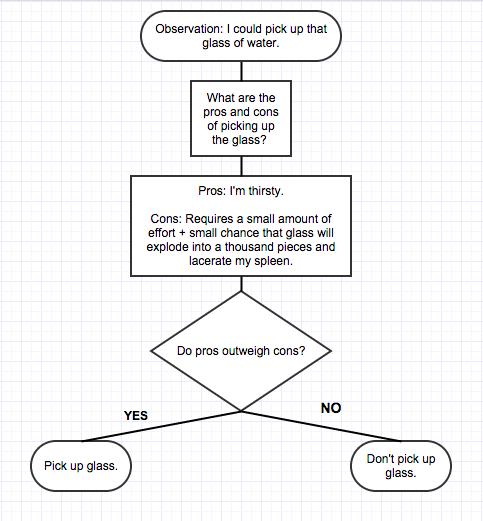 Observation: I could pick up that
glass of water.
What are the
pros and cons
of picking up
the glass?
Pros: I'm thirsty.
Cons: Requires a small amount of
effort + small chance that glass will
explode into a thousand pieces and
lacerate my spleen.
Do pros outweigh cons?
YES
NO
Pick up glass.
Don't pick up
glass.